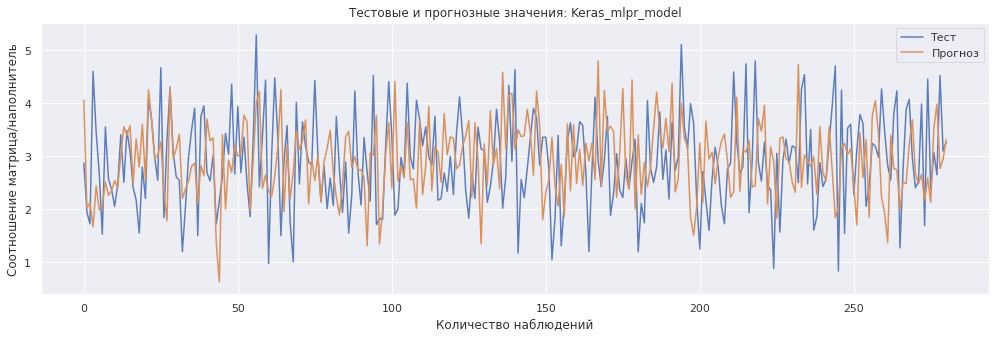 Тестовые и прогнозные значения: Keras_mlpr_model
Тест
Прогноз
Соотношение матрица/наполнитель
5
4
3
2
1
0
50
100
150
200
250
Количество наблюдений